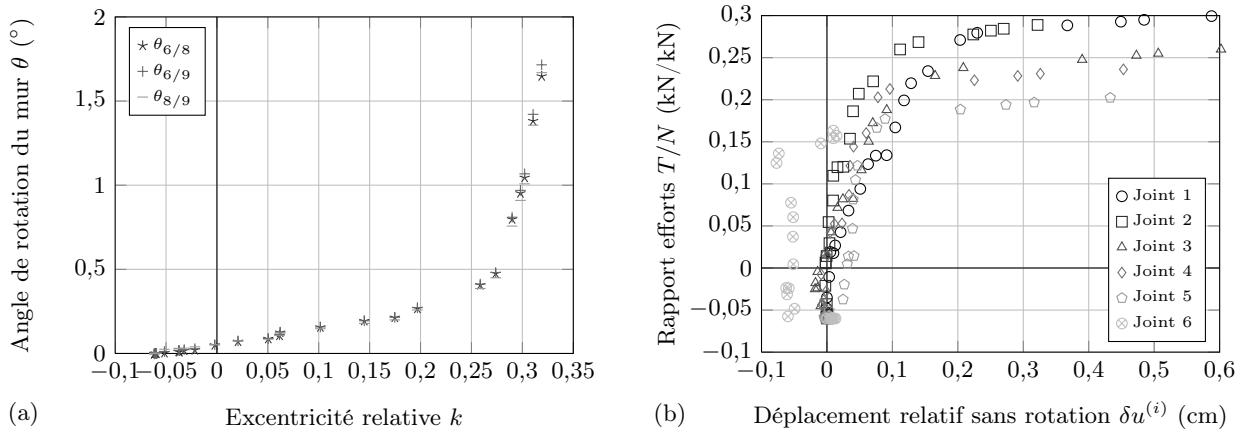 Angle de rotation du mur θ (°)
2
1,5
1
0,5
0
θ6/8
θ6/9
θ8/9
−0,1 −0,05 0 0,05 0,1 0,15 0,2 0,25 0,3 0,35
(a) Excentricité relative k
Rapport efforts T/N (kN/kN)
0,3
0,25
0,2
0,15
0,1
0,05
0
−0,05
−0,1
Joint 1
Joint 2
Joint 3
Joint 4
Joint 5
Joint 6
−0,1 0 0,1 0,2 0,3 0,4 0,5 0,6
(b) Déplacement relatif sans rotation δu(i) (cm)